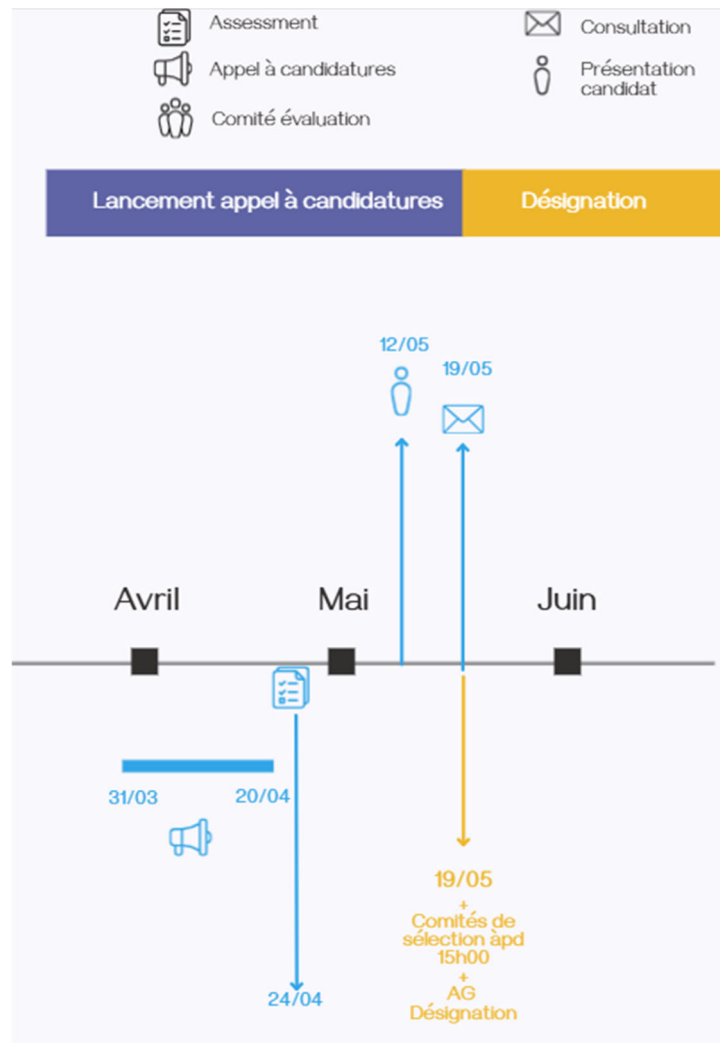 Assessment
Consultation
Appel à candidatures
Présentation
candidat
Comité évaluation
Lancement appel à candidatures
Désignation
12/05
19/05
Avril
Mai
Juin
31/03
20/04
24/04
19/05
+
Comités de
sélection àpd
15h00
+
AG
Désignation